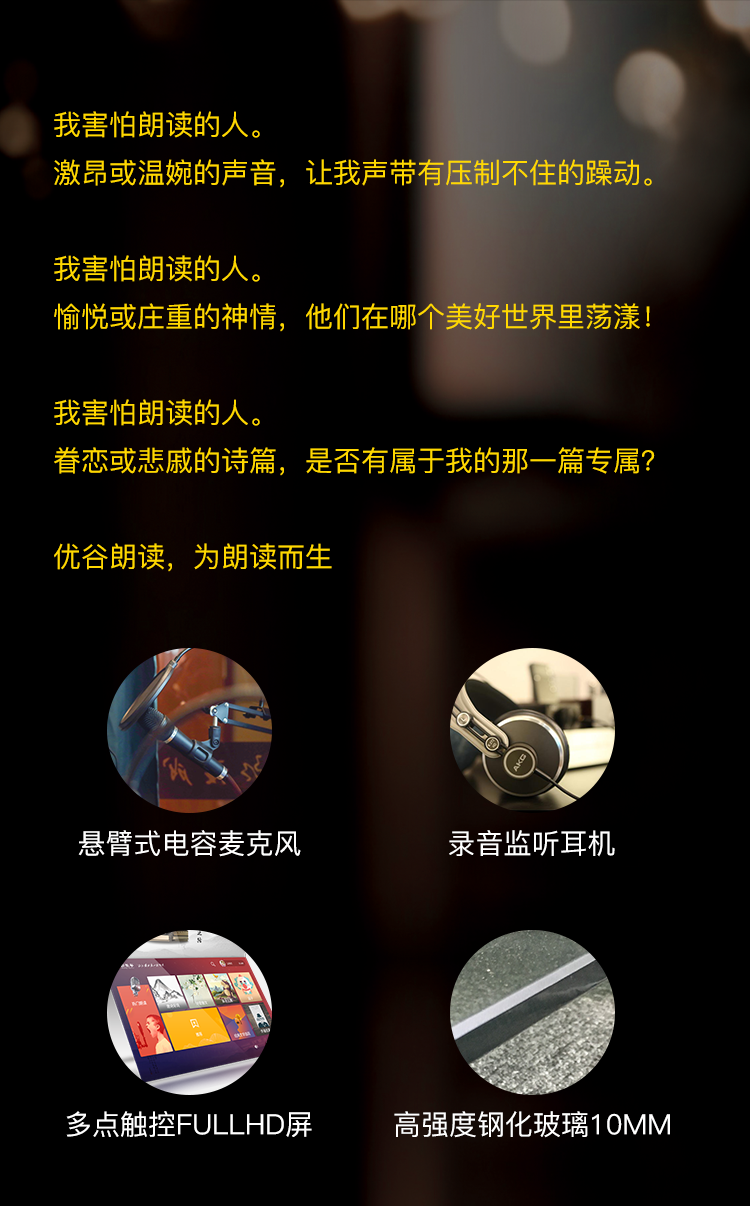 我害怕朗读的人。
激昂或温婉的声音，让我声带有压制不住的躁动。
我害怕朗读的人。
愉悦或庄重的神情，他们在哪个美好世界里荡漾！
我害怕朗读的人。
眷恋或悲戚的诗篇，是否有属于我的那一篇专属？
优谷朗读，为朗读而生
AKG
悬臂式电容麦克风
录音监听耳机
多点触控FULLHD屏
高强度钢化玻璃10MM